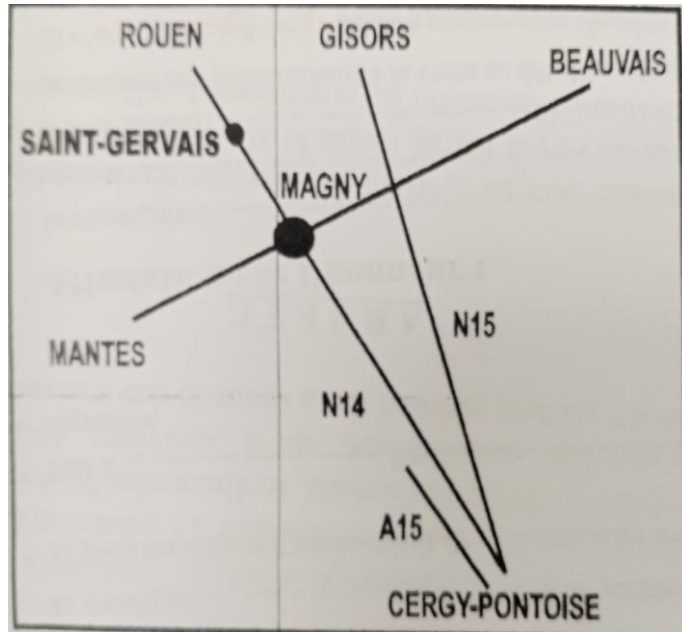 ROUEN
GISORS
BEAUVAIS
SAINT-GERVAIS
MAGNY
MANTES
N15
N14
A15
CERGY-PONTOISE